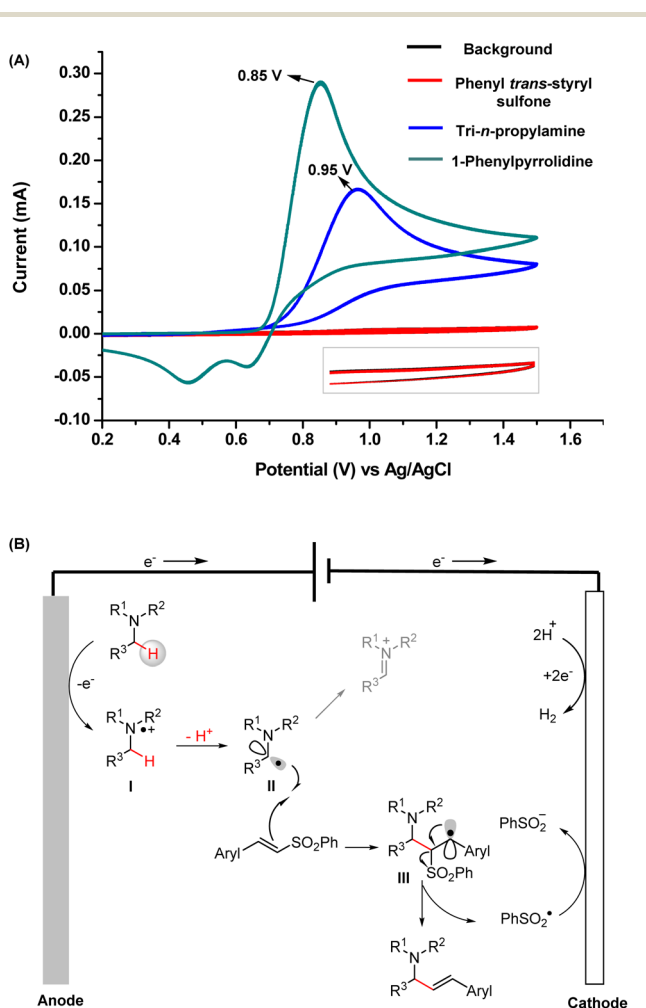 (A)
Background
Phenyl trans-styryl
sulfone
Tri-n-propylamine
1-Phenylpyrrolidine
0.85 V
0.95 V
Current (mA)
0.30
0.25
0.20
0.15
0.10
0.05
0.00
-0.05
-0.10
0.2 0.4 0.6 0.8 1.0 1.2 1.4 1.6
Potential (V) vs Ag/AgCl
(B)
e⁻ e⁻
R¹ R²
N
R³ H
-e⁻
R¹ R²
N •+
R³ H
I
- H⁺
R¹ R²
N
R³ •
II
R¹ + R²
N
R³
2H⁺
+2e⁻
H₂
Aryl SO₂Ph
R¹ R²
N •
R³ Aryl
SO₂Ph
III
PhSO₂⁻
PhSO₂•
R¹ R²
N
R³ Aryl
Anode Cathode